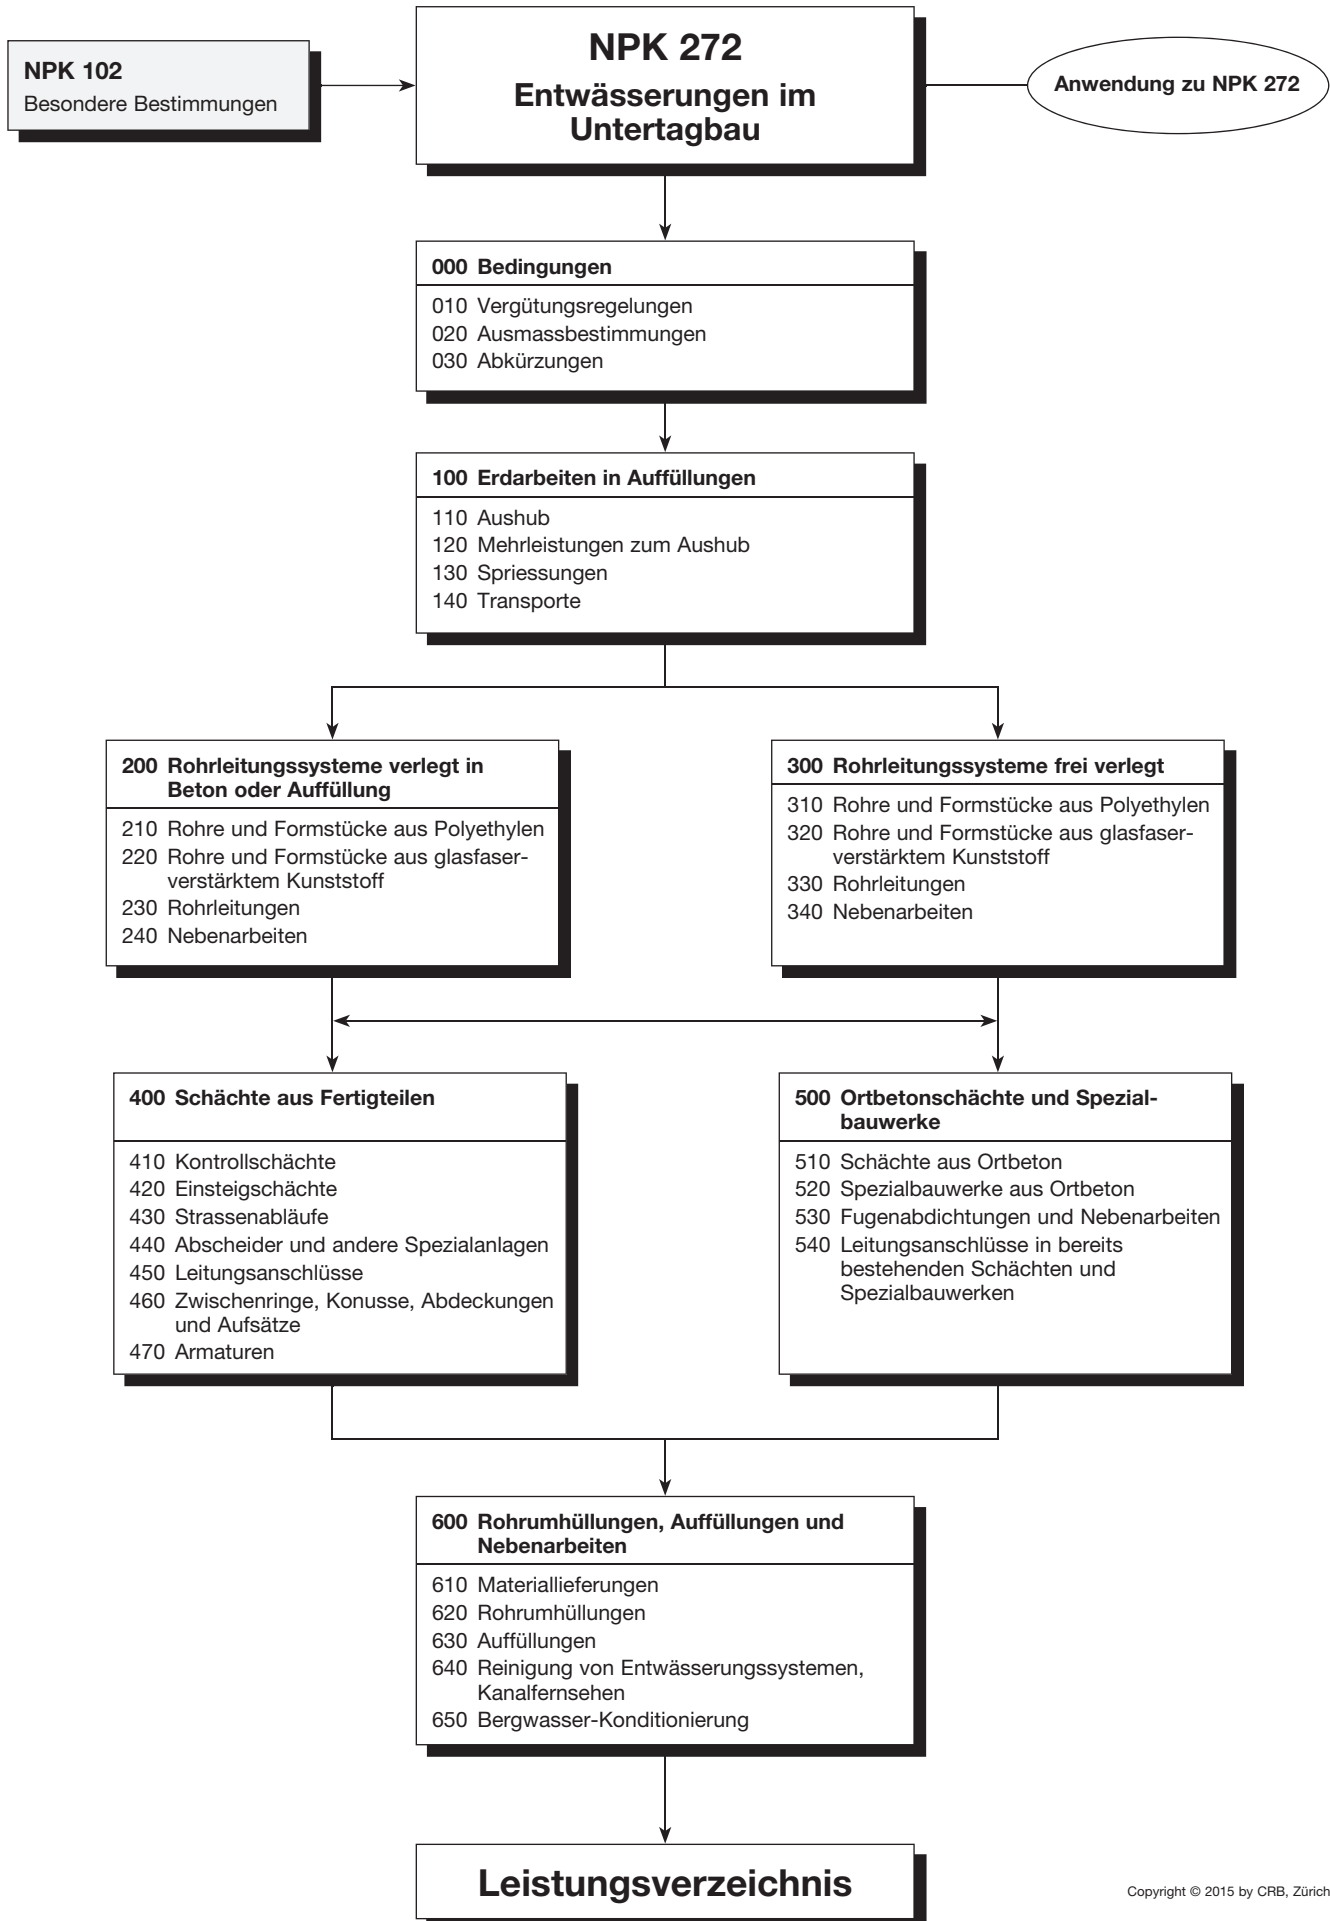 NPK 102
Besondere Bestimmungen
NPK 272
Entwässerungen im
Untertagbau
Anwendung zu NPK 272
000 Bedingungen
010 Vergütungsregelungen
020 Ausmassbestimmungen
030 Abkürzungen
100 Erdarbeiten in Auffüllungen
110 Aushub
120 Mehrleistungen zum Aushub
130 Spriessungen
140 Transporte
200 Rohrleitungssysteme verlegt in
Beton oder Auffüllung
210 Rohre und Formstücke aus Polyethylen
220 Rohre und Formstücke aus glasfaser-
verstärktem Kunststoff
230 Rohrleitungen
240 Nebenarbeiten
300 Rohrleitungssysteme frei verlegt
310 Rohre und Formstücke aus Polyethylen
320 Rohre und Formstücke aus glasfaser-
verstärktem Kunststoff
330 Rohrleitungen
340 Nebenarbeiten
400 Schächte aus Fertigteilen
410 Kontrollschächte
420 Einsteigschächte
430 Strassenabläufe
440 Abscheider und andere Spezialanlagen
450 Leitungsanschlüsse
460 Zwischenringe, Konusse, Abdeckungen
und Aufsätze
470 Armaturen
500 Ortbetonschächte und Spezial-
bauwerke
510 Schächte aus Ortbeton
520 Spezialbauwerke aus Ortbeton
530 Fugenabdichtungen und Nebenarbeiten
540 Leitungsanschlüsse in bereits
bestehenden Schächten und
Spezialbauwerken
600 Rohrumhüllungen, Auffüllungen und
Nebenarbeiten
610 Materiallieferungen
620 Rohrumhüllungen
630 Auffüllungen
640 Reinigung von Entwässerungssystemen,
Kanalfernsehen
650 Bergwasser-Konditionierung
Leistungsverzeichnis
Copyright © 2015 by CRB, Zürich